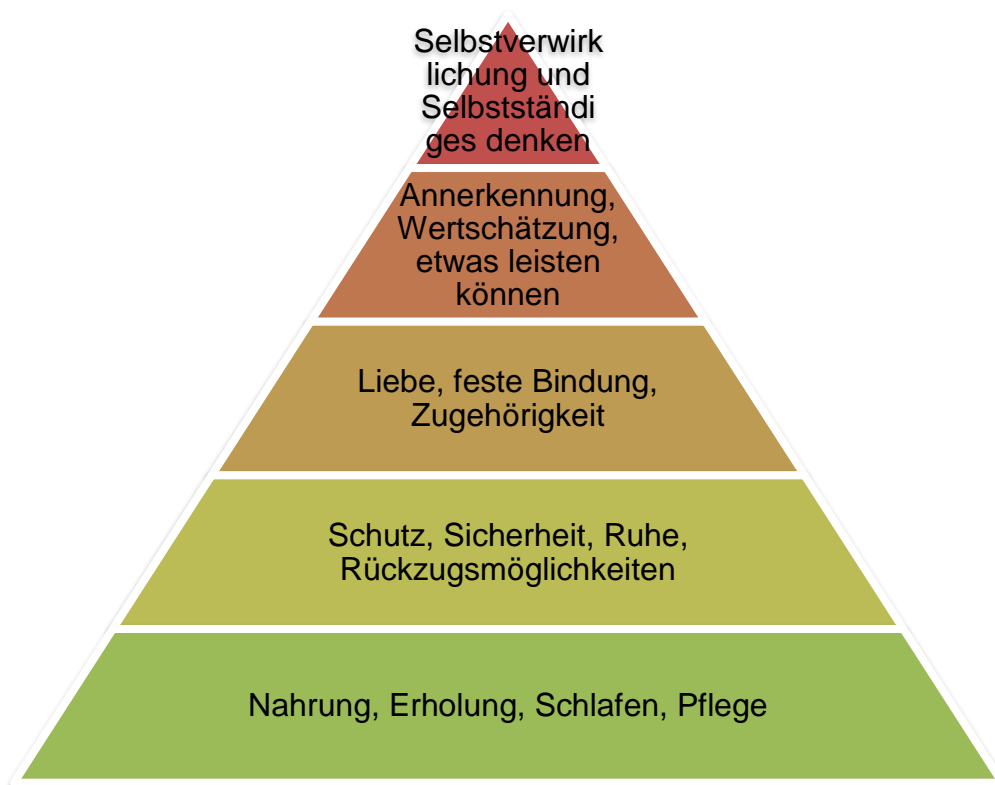 Selbstverwirk
lichung und
Selbstständi
ges denken
Annerkennung,
Wertschätzung,
etwas leisten
können
Liebe, feste Bindung,
Zugehörigkeit
Schutz, Sicherheit, Ruhe,
Rückzugsmöglichkeiten
Nahrung, Erholung, Schlafen, Pflege